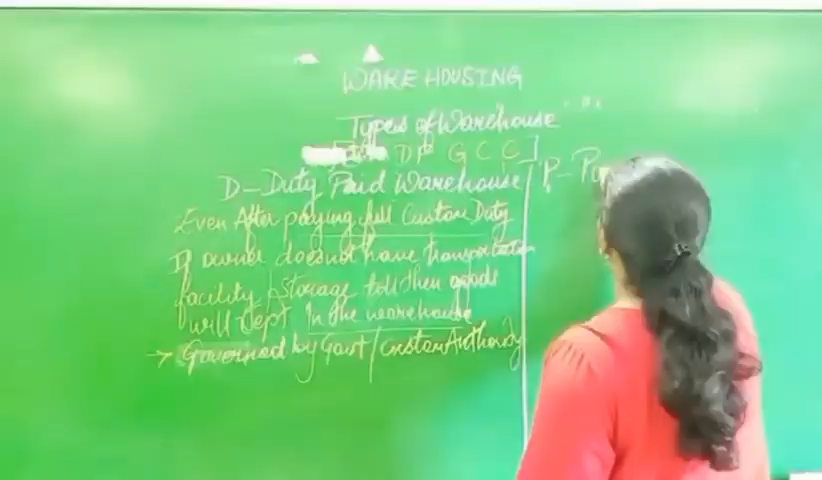 WARE HOUSING
Types of Warehouse
DP G C C ]
D - Duty Paid Warehouse
Even After paying full Custom Duty
If owner doesnot have transportation
facility / storage till then goods
will kept In the warehouse
→ Governed by Govt / Custom Authority
P - Pa